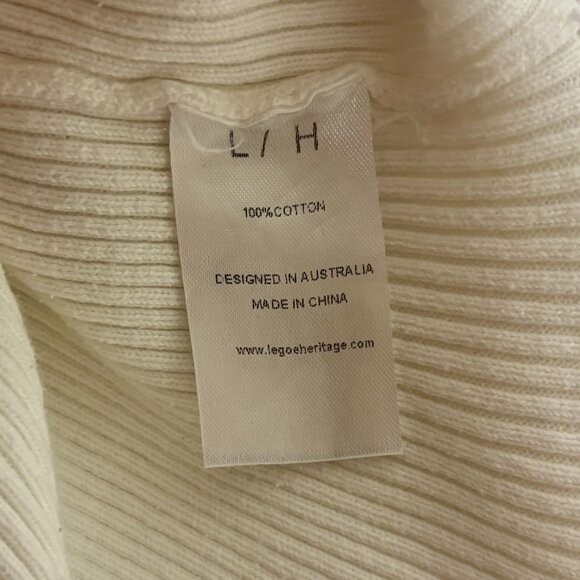 L / H
100%COTTON
DESIGNED IN AUSTRALIA
MADE IN CHINA
www.legoeheritage.com